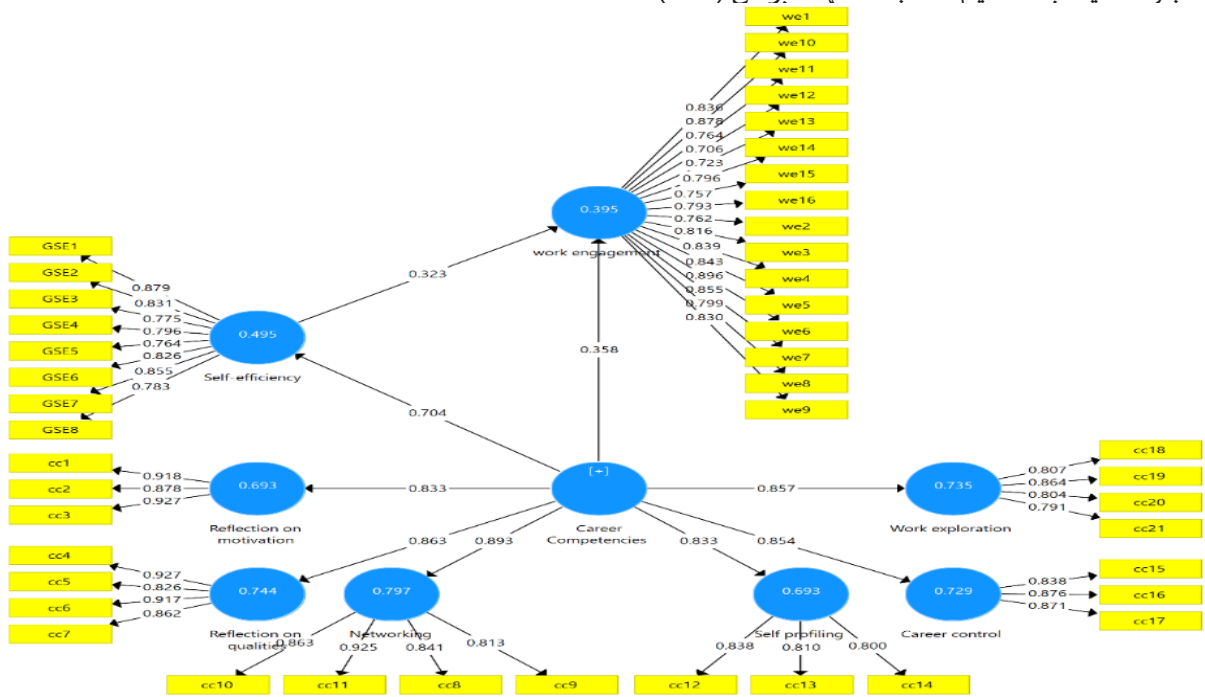 we1
we10
we11
we12
we13
we14
we15
we16
we2
we3
we4
we5
we6
we7
we8
we9
0.836
0.878
0.764
0.706
0.723
0.796
0.757
0.793
0.762
0.816
0.839
0.843
0.896
0.855
0.799
0.830
0.395
work engagement
0.323
0.358
0.704
GSE1
GSE2
GSE3
GSE4
GSE5
GSE6
GSE7
GSE8
0.879
0.831
0.775
0.796
0.764
0.826
0.855
0.783
0.495
Self-efficiency
cc1
cc2
cc3
0.918
0.878
0.927
0.693
Reflection on
motivation
0.833
[+]
Career
Competencies
0.857
0.735
Work exploration
0.807
0.864
0.804
0.791
cc18
cc19
cc20
cc21
cc4
cc5
cc6
cc7
0.927
0.826
0.917
0.862
0.744
Reflection on
qualities
0.863
0.893
0.797
Networking
0.863
0.925
0.841
0.813
cc10
cc11
cc8
cc9
0.833
0.693
Self profiling
0.838
0.810
0.800
cc12
cc13
cc14
0.854
0.729
Career control
0.838
0.876
0.871
cc15
cc16
cc17